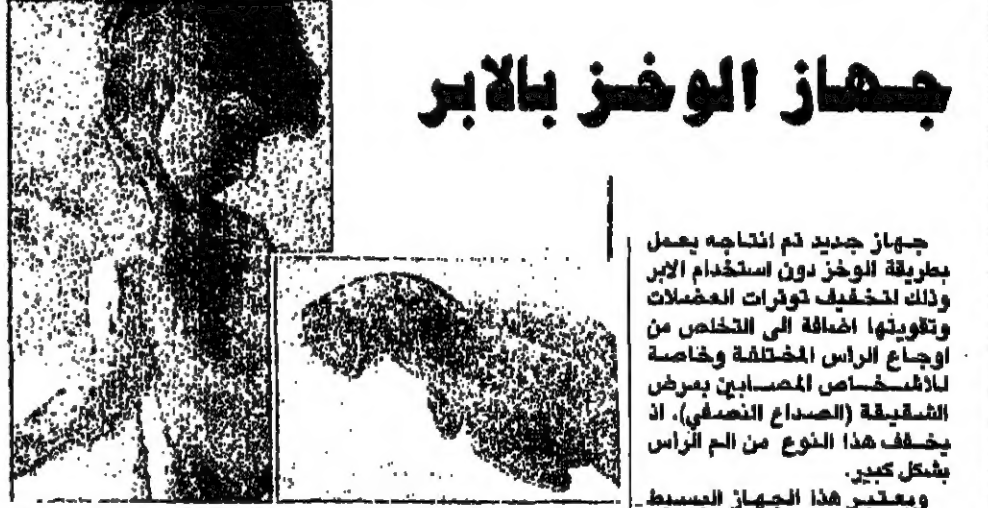 جهاز الوخز بالابر
جهاز جديد تم انتاجه يعمل
بطريقة الوخز دون استخدام الابر
وذلك لتخفيف توترات العضلات
وتقويتها اضافة الى التخلص من
اوجاع الراس المختلفة وخاصة
للاشخاص المصابين بمرض
الشقيقة (الصداع النصفي)، اذ
يخفف هذا النوع من الم الراس
بشكل كبير.
ويعتبر هذا الجهاز البسيط